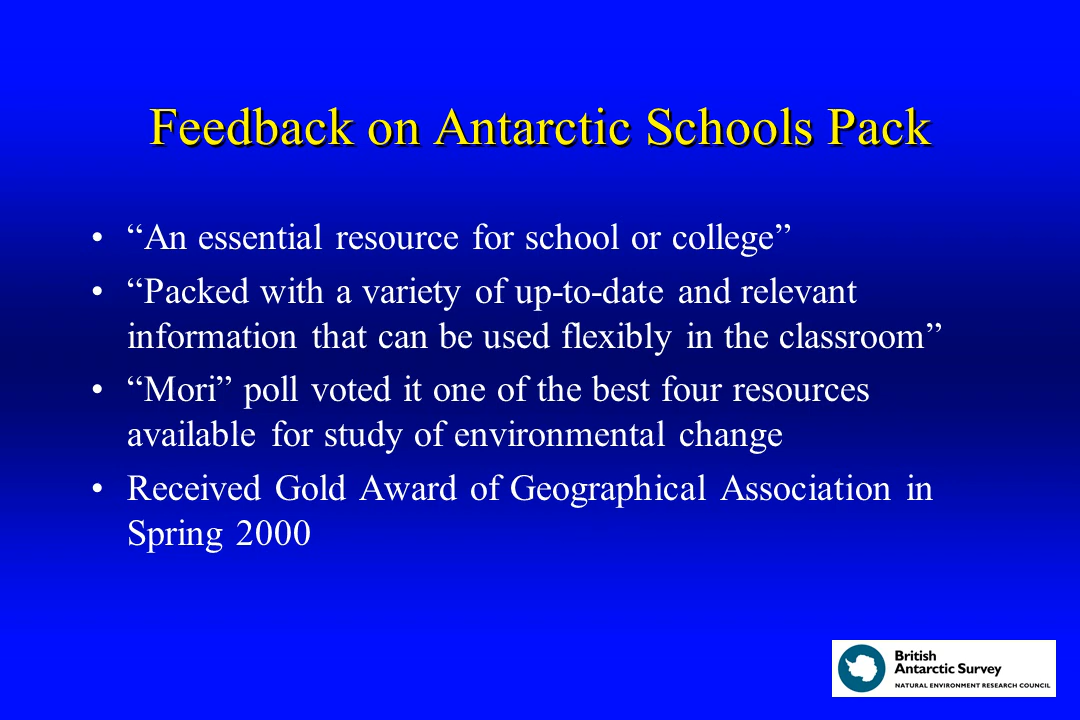 Feedback on Antarctic Schools Pack
• “An essential resource for school or college”
• “Packed with a variety of up-to-date and relevant
information that can be used flexibly in the classroom”
• “Mori” poll voted it one of the best four resources
available for study of environmental change
• Received Gold Award of Geographical Association in
Spring 2000
British
Antarctic Survey
NATURAL ENVIRONMENT RESEARCH COUNCIL